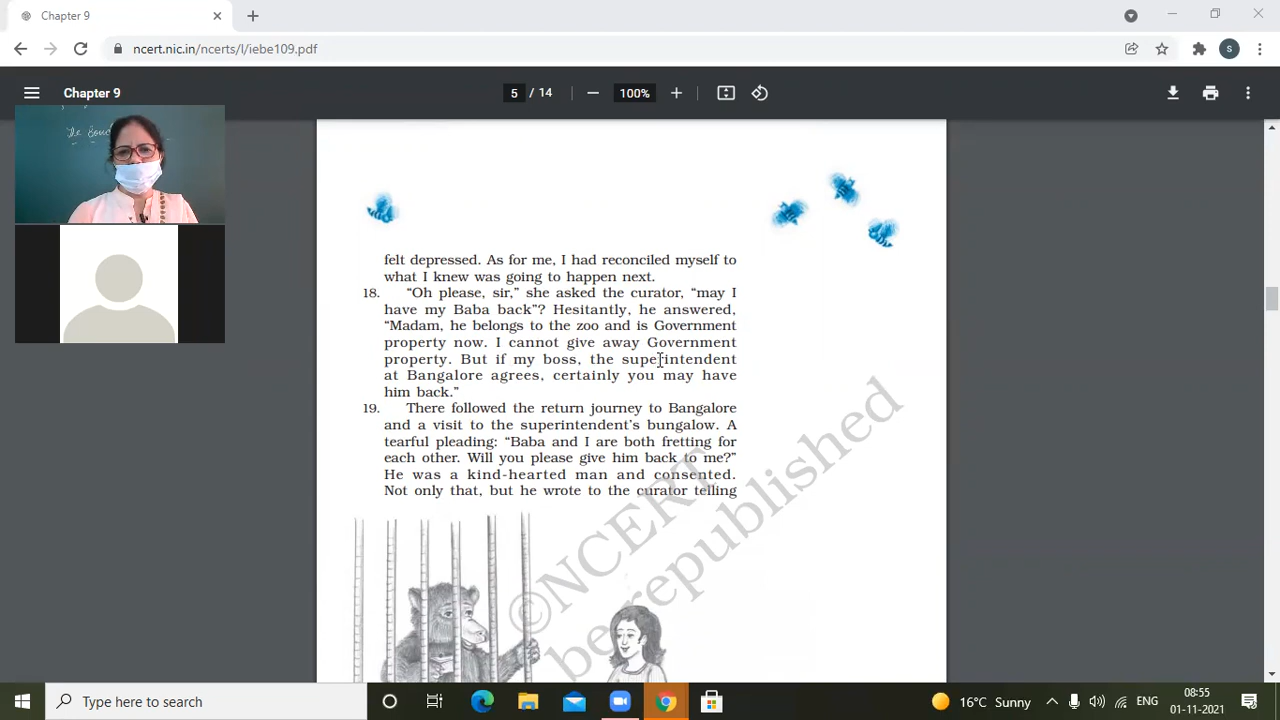 Chapter 9
ncert.nic.in/ncerts/l/iebe109.pdf
S
Chapter 9
5 / 14
100%
The
felt depressed. As for me, I had reconciled myself to
what I knew was going to happen next.
18. “Oh please, sir,” she asked the curator, “may I
have my Baba back”? Hesitantly, he answered,
“Madam, he belongs to the zoo and is Government
property now. I cannot give away Government
property. But if my boss, the superintendent
at Bangalore agrees, certainly you may have
him back.”
19. There followed the return journey to Bangalore
and a visit to the superintendent’s bungalow. A
tearful pleading: “Baba and I are both fretting for
each other. Will you please give him back to me?”
He was a kind-hearted man and consented.
Not only that, but he wrote to the curator telling
©NCERT
be republished
Type here to search
16°C Sunny
ENG
08:55
01-11-2021